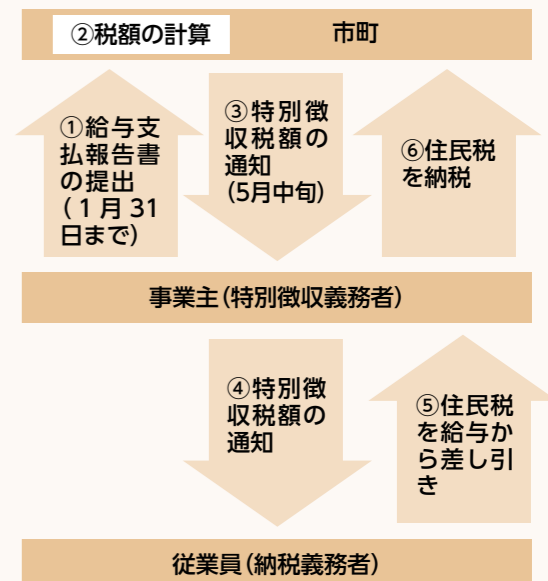 ②税額の計算
市町
①給与支
払報告書
の提出
(1月31
日まで)
③特別徴
収税額の
通知
(5月中旬)
⑥住民税
を納税
事業主(特別徴収義務者)
④特別徴
収税額の
通知
⑤住民税
を給与か
ら差し引
き
従業員(納税義務者)